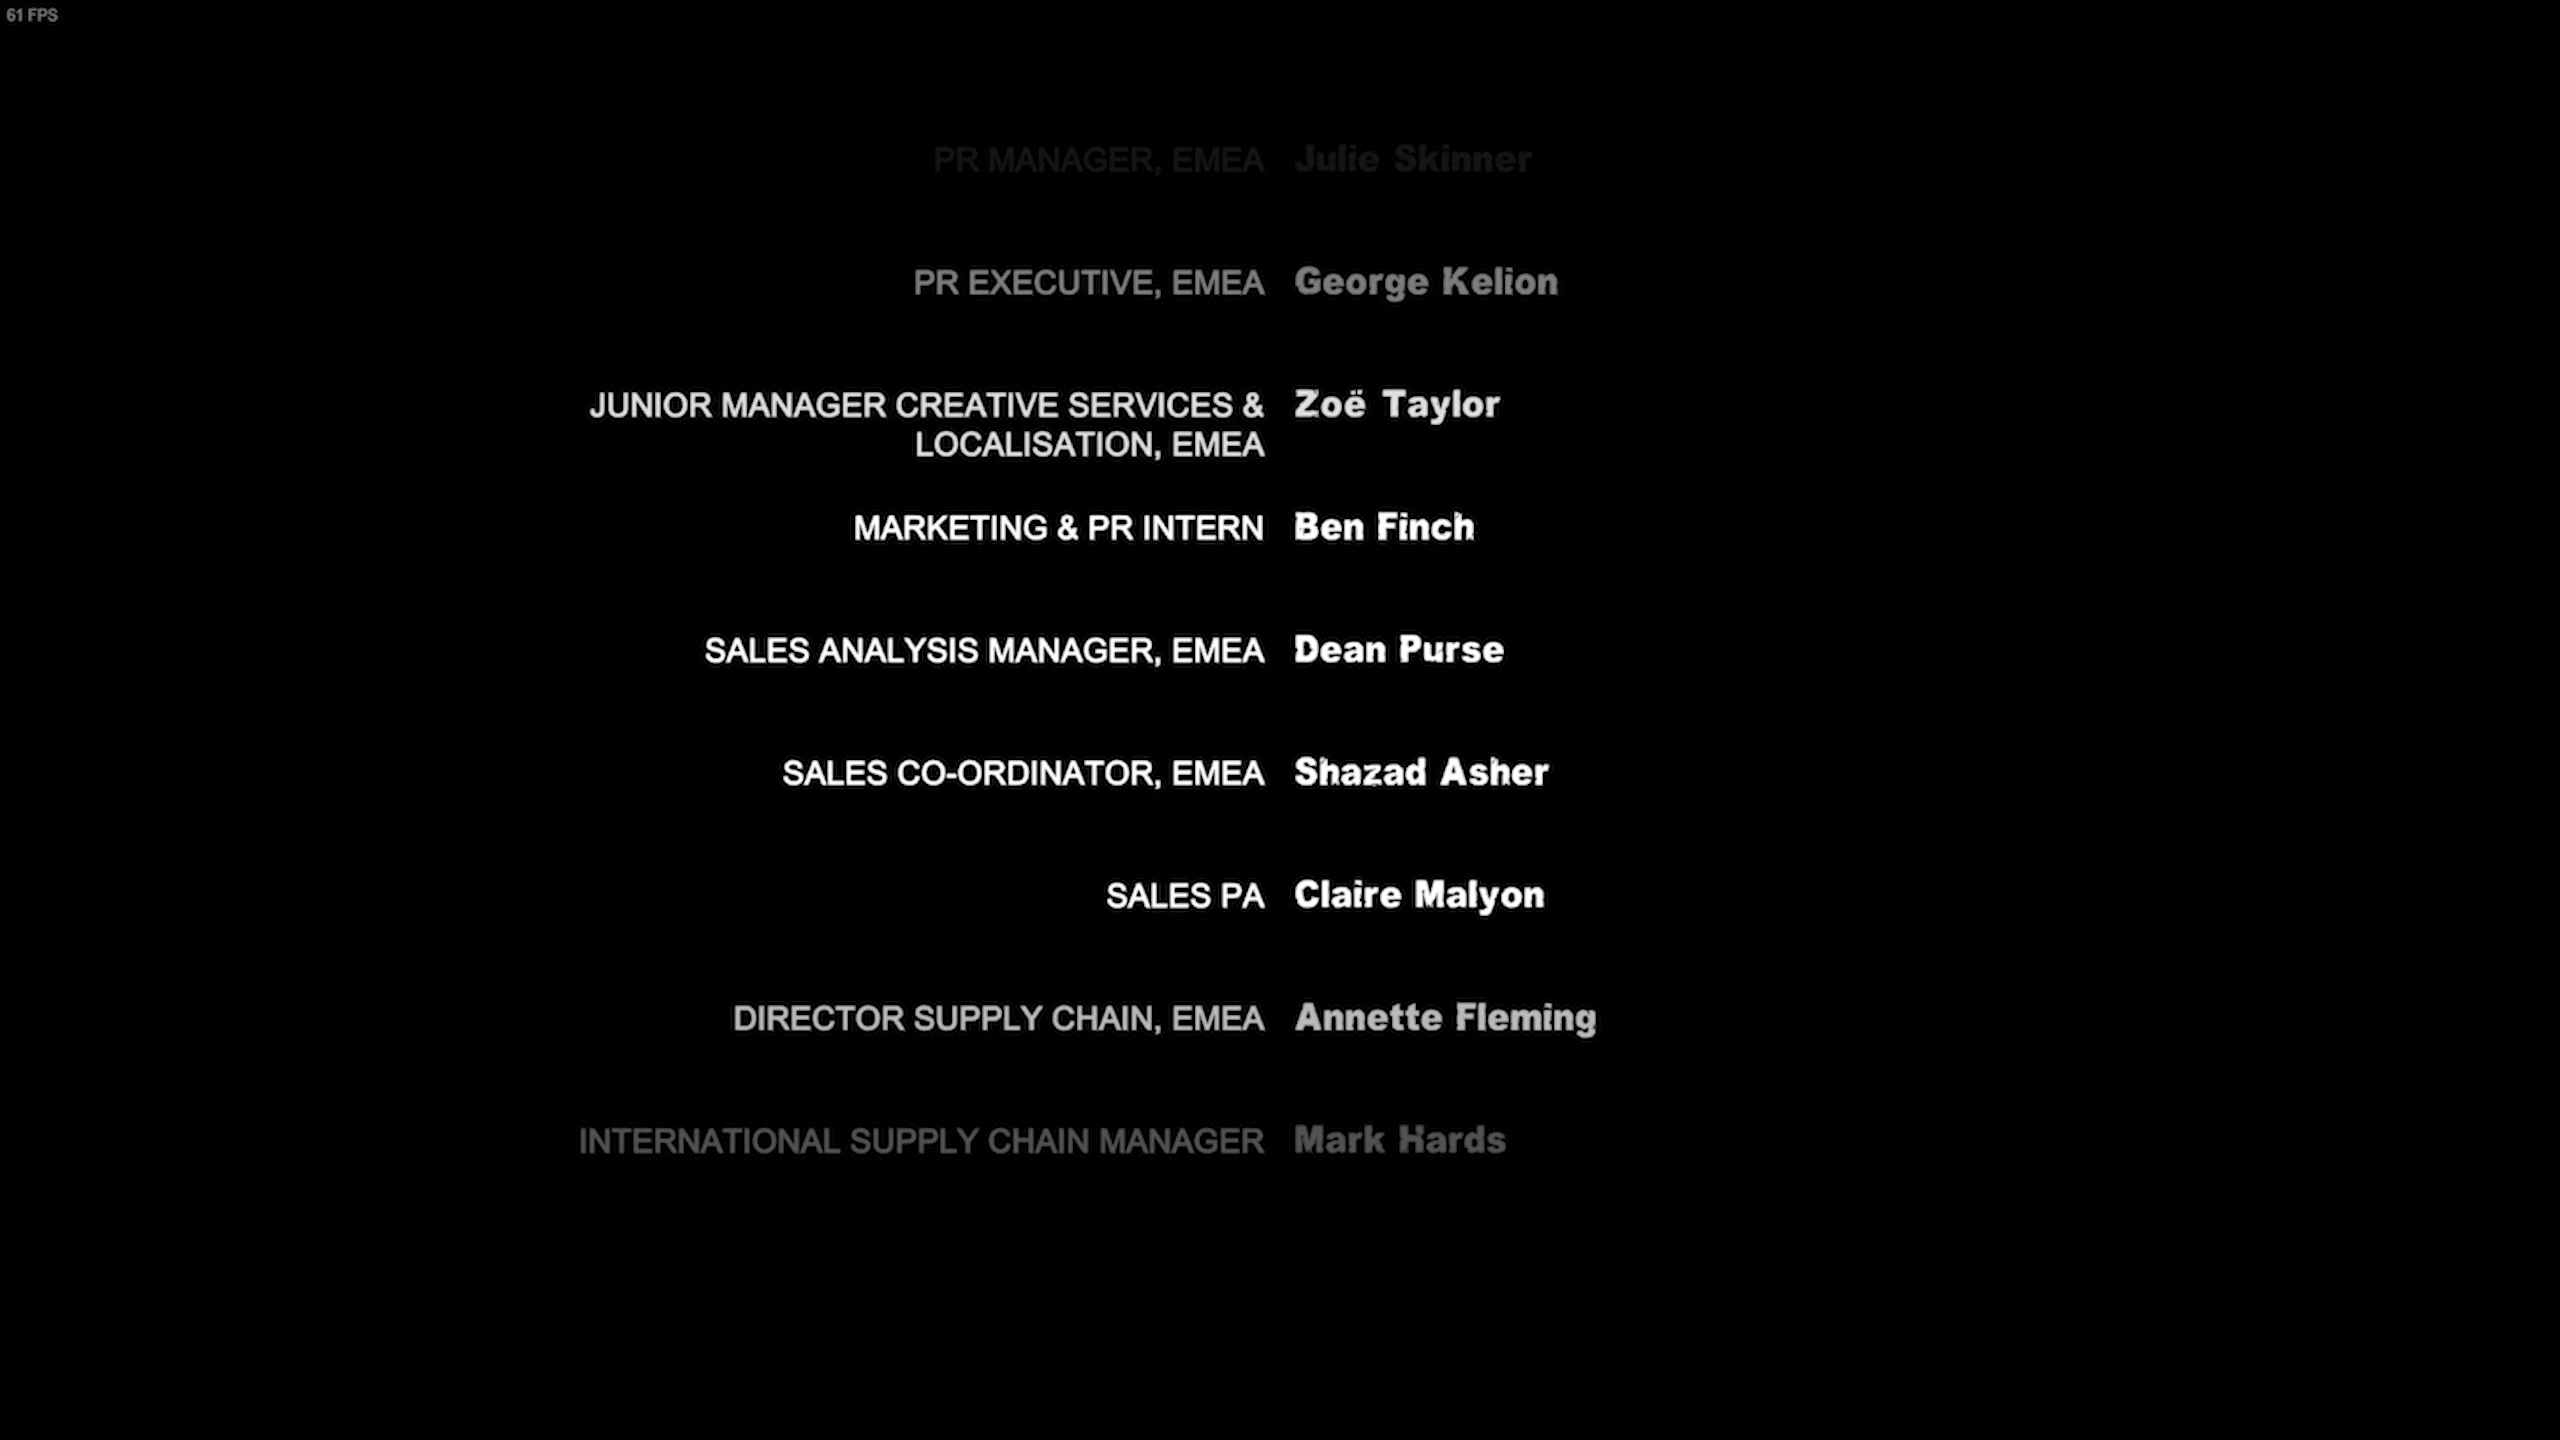 61 FPS
PR MANAGER, EMEA Julie Skinner
PR EXECUTIVE, EMEA George Kelion
JUNIOR MANAGER CREATIVE SERVICES & Zoë Taylor
LOCALISATION, EMEA
MARKETING & PR INTERN Ben Finch
SALES ANALYSIS MANAGER, EMEA Dean Purse
SALES CO-ORDINATOR, EMEA Shazad Asher
SALES PA Claire Malyon
DIRECTOR SUPPLY CHAIN, EMEA Annette Fleming
INTERNATIONAL SUPPLY CHAIN MANAGER Mark Hards